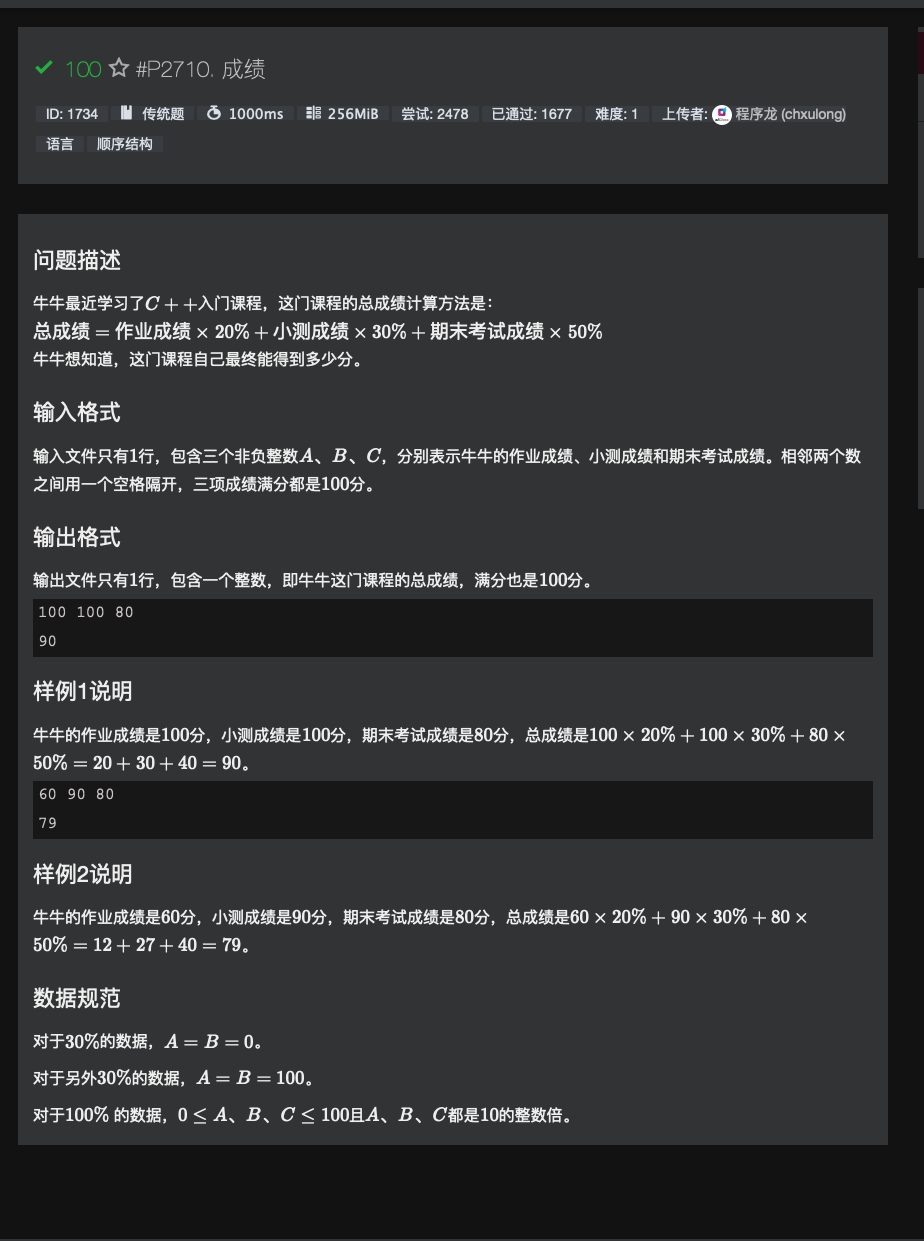 100 #P2710. 成绩
ID: 1734 传统题 1000ms 256MiB 尝试: 2478 已通过: 1677 难度: 1 上传者: 程序龙 (chxulong)
语言 顺序结构
问题描述
牛牛最近学习了C + +入门课程，这门课程的总成绩计算方法是：
总成绩 = 作业成绩 × 20% + 小测成绩 × 30% + 期末考试成绩 × 50%
牛牛想知道，这门课程自己最终能得到多少分。
输入格式
输入文件只有1行，包含三个非负整数A、B、C，分别表示牛牛的作业成绩、小测成绩和期末考试成绩。相邻两个数
之间用一个空格隔开，三项成绩满分都是100分。
输出格式
输出文件只有1行，包含一个整数，即牛牛这门课程的总成绩，满分也是100分。
100 100 80
90
样例1说明
牛牛的作业成绩是100分，小测成绩是100分，期末考试成绩是80分，总成绩是100 × 20% + 100 × 30% + 80 ×
50% = 20 + 30 + 40 = 90。
60 90 80
79
样例2说明
牛牛的作业成绩是60分，小测成绩是90分，期末考试成绩是80分，总成绩是60 × 20% + 90 × 30% + 80 ×
50% = 12 + 27 + 40 = 79。
数据规范
对于30%的数据，A = B = 0。
对于另外30%的数据，A = B = 100。
对于100% 的数据，0 ≤ A、B、C ≤ 100且A、B、C都是10的整数倍。